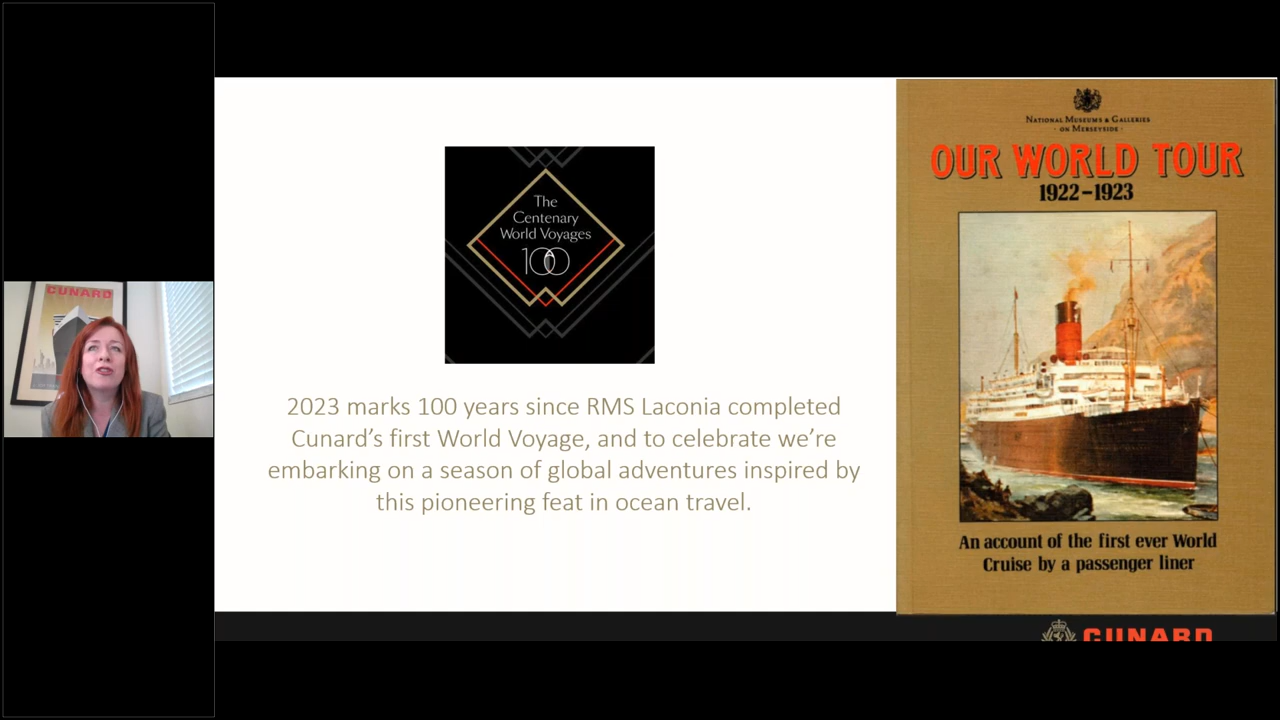 CUNARD
The
Centenary
World Voyages
100
2023 marks 100 years since RMS Laconia completed
Cunard’s first World Voyage, and to celebrate we’re
embarking on a season of global adventures inspired by
this pioneering feat in ocean travel.
NATIONAL MUSEUMS & GALLERIES
· ON MERSEYSIDE ·
OUR WORLD TOUR
1922–1923
An account of the first ever World
Cruise by a passenger liner
CUNARD